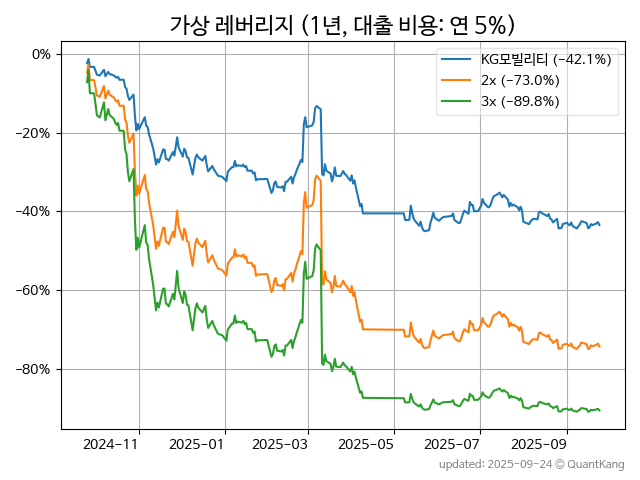 가상 레버리지 (1년, 대출 비용: 연 5%)
KG모빌리티 (−42.1%)
2x (−73.0%)
3x (−89.8%)
0%
−20%
−40%
−60%
−80%
2024-11
2025-01
2025-03
2025-05
2025-07
2025-09
updated: 2025-09-24 © QuantKang